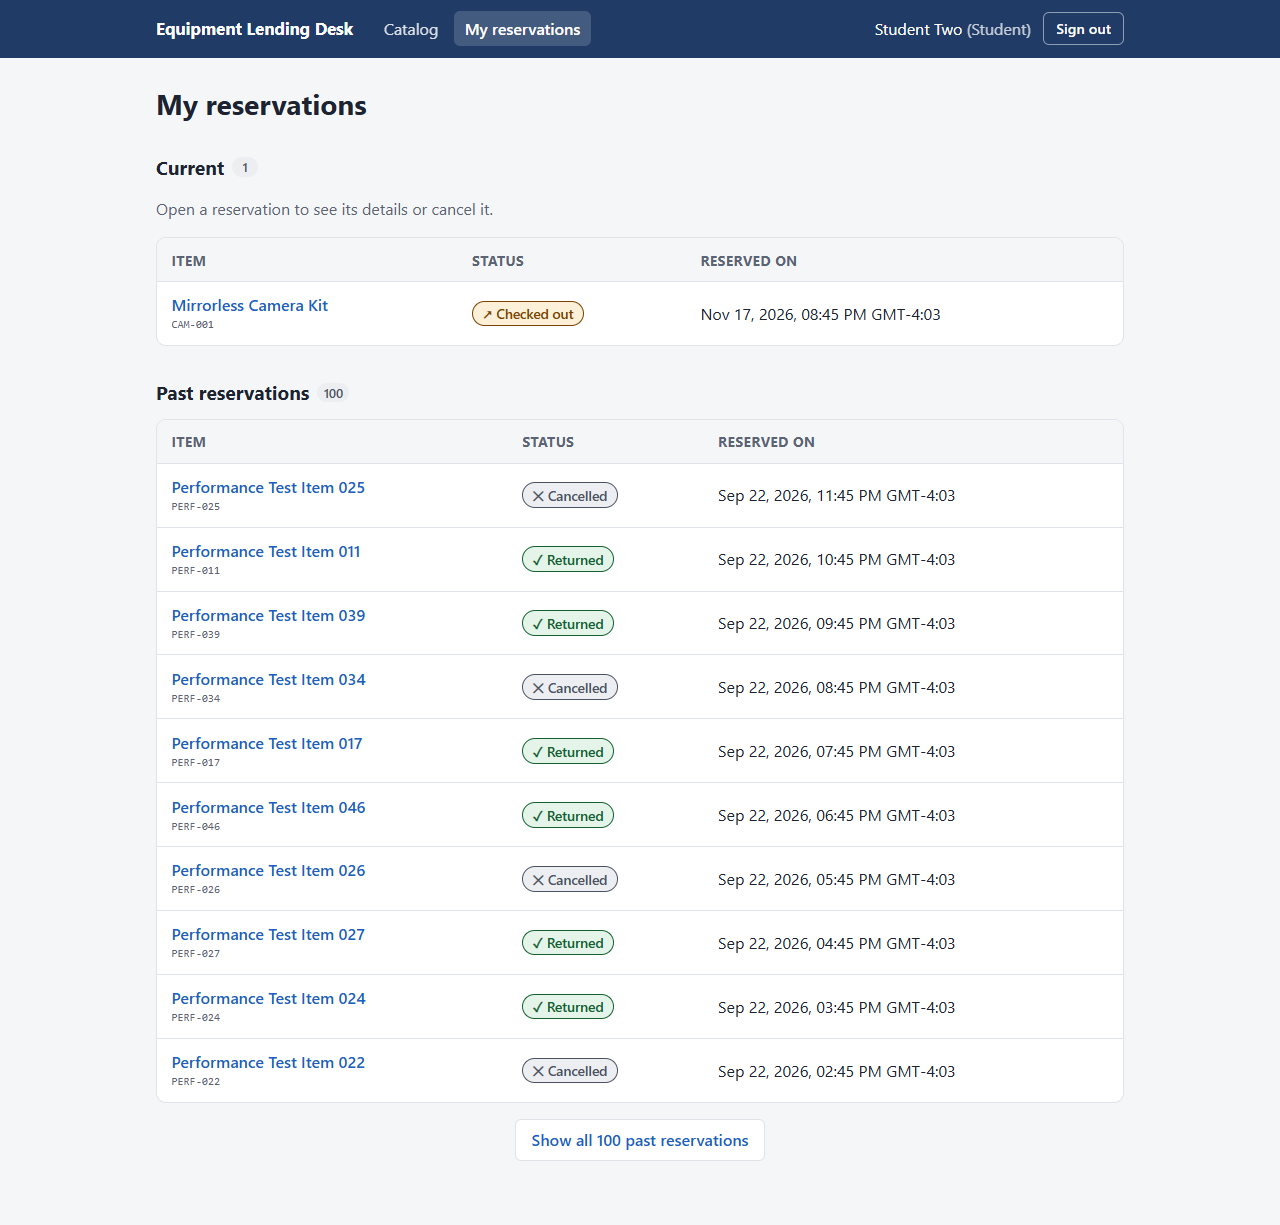 Equipment Lending Desk Catalog My reservations Student Two (Student) Sign out
My reservations
Current 1
Open a reservation to see its details or cancel it.
ITEM STATUS RESERVED ON
Mirrorless Camera Kit
CAM-001
↗ Checked out Nov 17, 2026, 08:45 PM GMT-4:03
Past reservations 100
ITEM STATUS RESERVED ON
Performance Test Item 025
PERF-025
✕ Cancelled Sep 22, 2026, 11:45 PM GMT-4:03
Performance Test Item 011
PERF-011
✓ Returned Sep 22, 2026, 10:45 PM GMT-4:03
Performance Test Item 039
PERF-039
✓ Returned Sep 22, 2026, 09:45 PM GMT-4:03
Performance Test Item 034
PERF-034
✕ Cancelled Sep 22, 2026, 08:45 PM GMT-4:03
Performance Test Item 017
PERF-017
✓ Returned Sep 22, 2026, 07:45 PM GMT-4:03
Performance Test Item 046
PERF-046
✓ Returned Sep 22, 2026, 06:45 PM GMT-4:03
Performance Test Item 026
PERF-026
✕ Cancelled Sep 22, 2026, 05:45 PM GMT-4:03
Performance Test Item 027
PERF-027
✓ Returned Sep 22, 2026, 04:45 PM GMT-4:03
Performance Test Item 024
PERF-024
✓ Returned Sep 22, 2026, 03:45 PM GMT-4:03
Performance Test Item 022
PERF-022
✕ Cancelled Sep 22, 2026, 02:45 PM GMT-4:03
Show all 100 past reservations